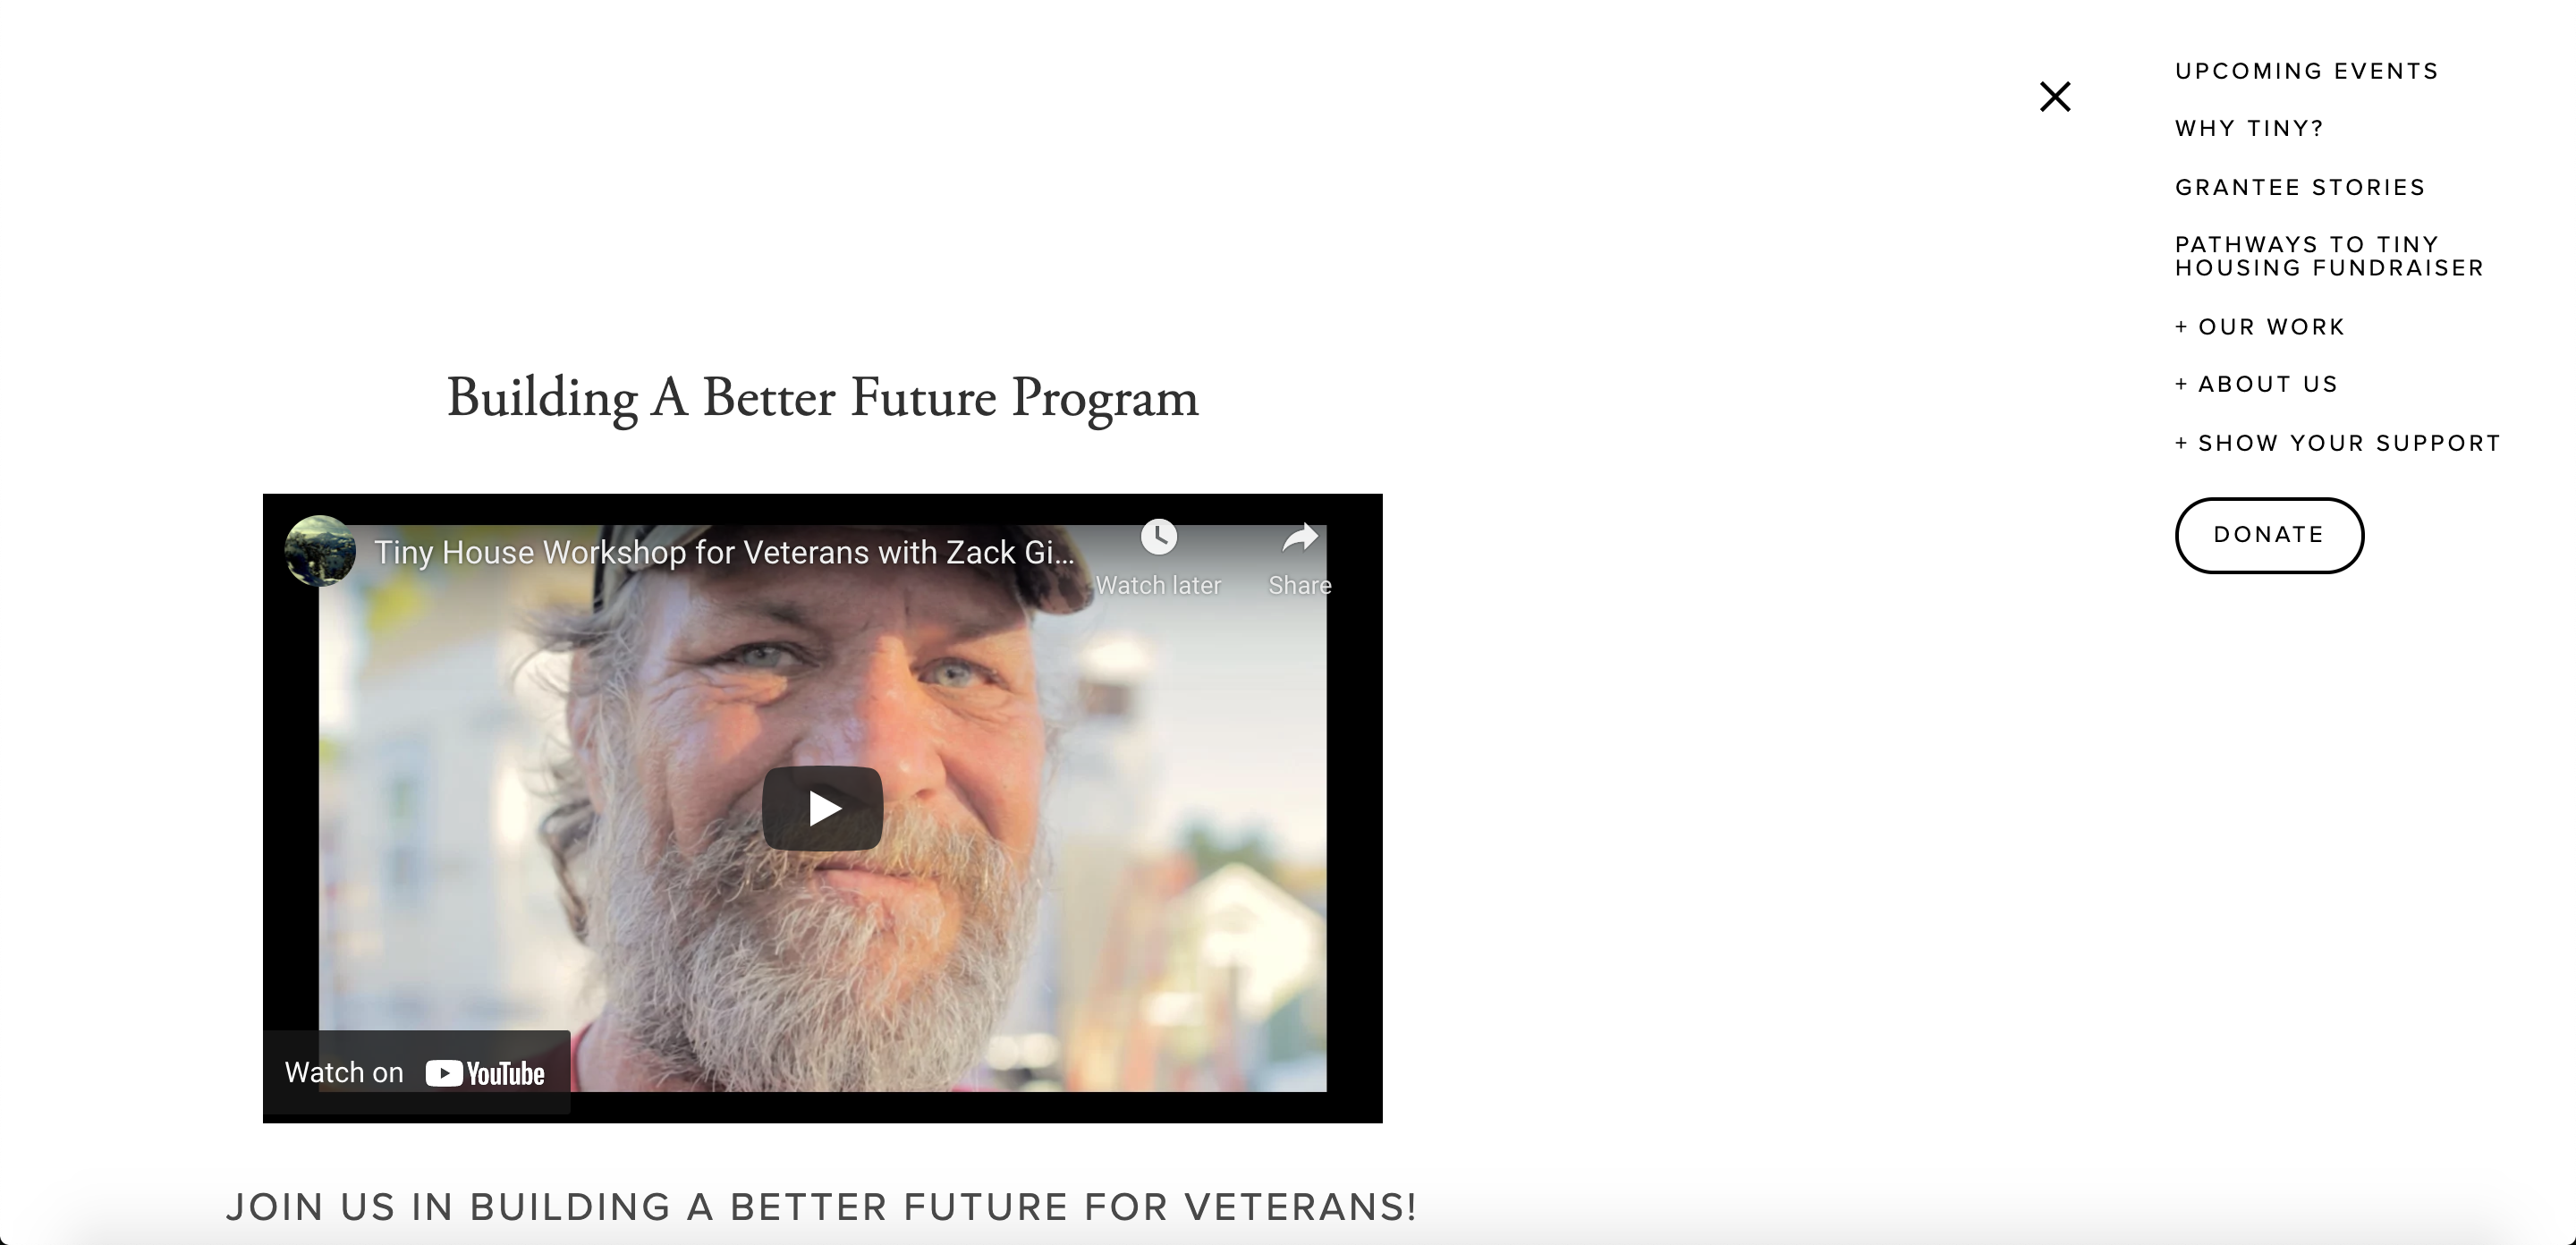 UPCOMING EVENTS
WHY TINY?
GRANTEE STORIES
PATHWAYS TO TINY
HOUSING FUNDRAISER
+ OUR WORK
+ ABOUT US
+ SHOW YOUR SUPPORT
DONATE
Building A Better Future Program
Tiny House Workshop for Veterans with Zack Gi...
Watch later
Share
Watch on YouTube
JOIN US IN BUILDING A BETTER FUTURE FOR VETERANS!